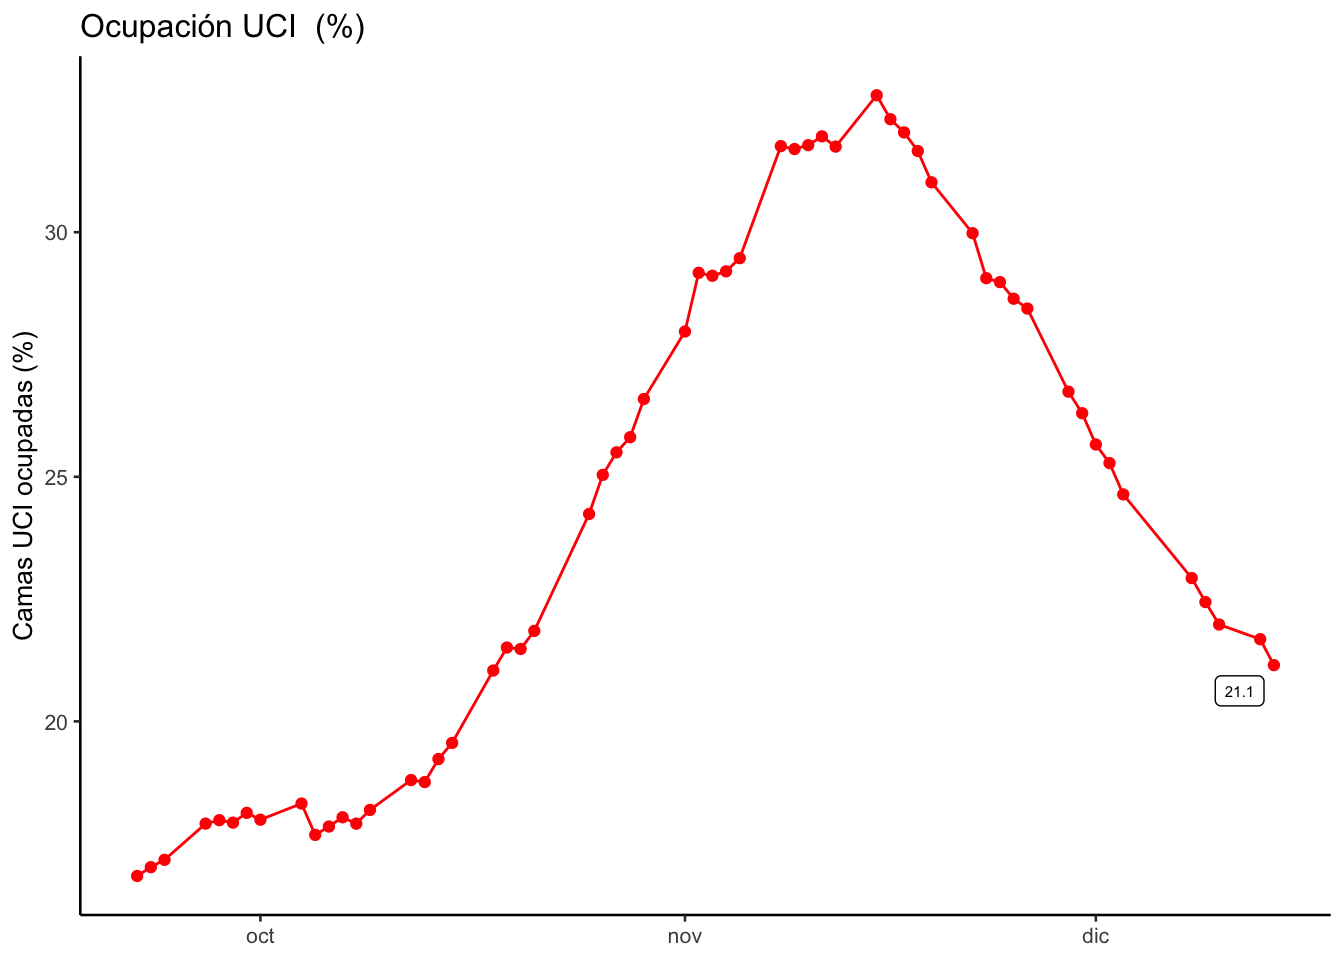 Ocupación UCI  (%)
Camas UCI ocupadas (%)
30
25
20
21.1
oct
nov
dic